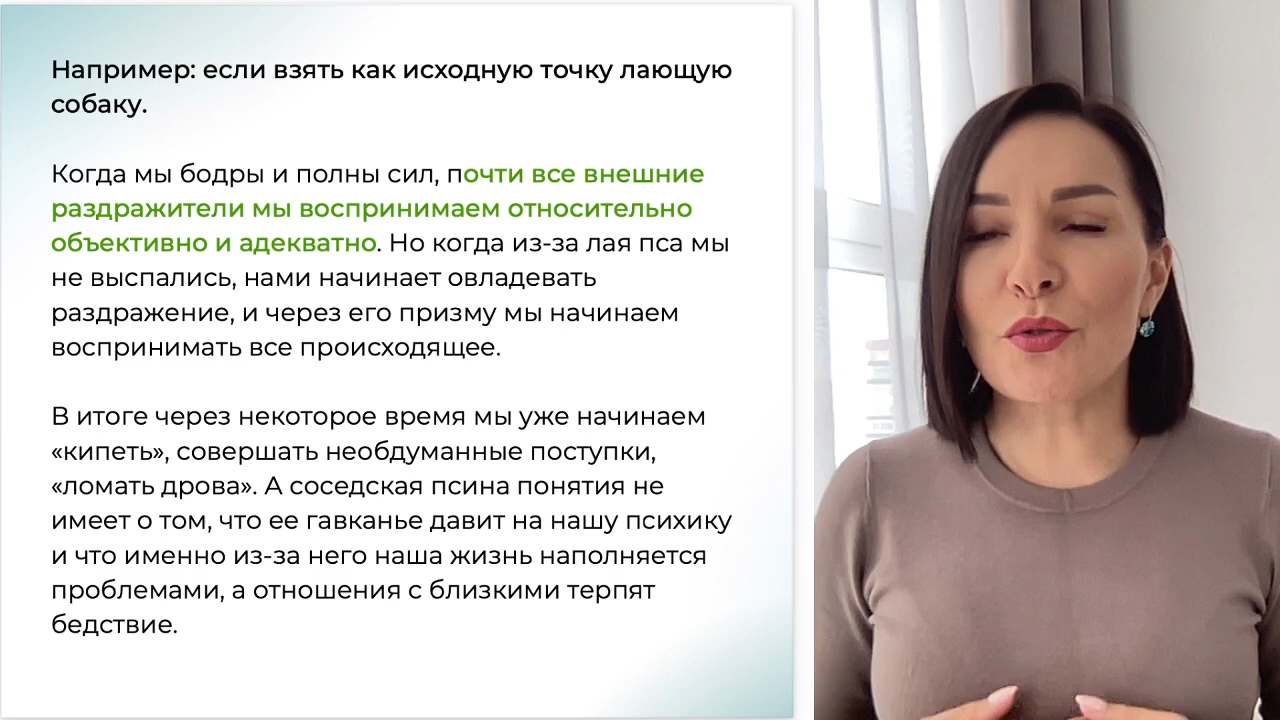 Например: если взять как исходную точку лающую
собаку.
Когда мы бодры и полны сил, почти все внешние
раздражители мы воспринимаем относительно
объективно и адекватно. Но когда из-за лая пса мы
не выспались, нами начинает овладевать
раздражение, и через его призму мы начинаем
воспринимать все происходящее.
В итоге через некоторое время мы уже начинаем
«кипеть», совершать необдуманные поступки,
«ломать дрова». А соседская псина понятия не
имеет о том, что ее гавканье давит на нашу психику
и что именно из-за него наша жизнь наполняется
проблемами, а отношения с близкими терпят
бедствие.